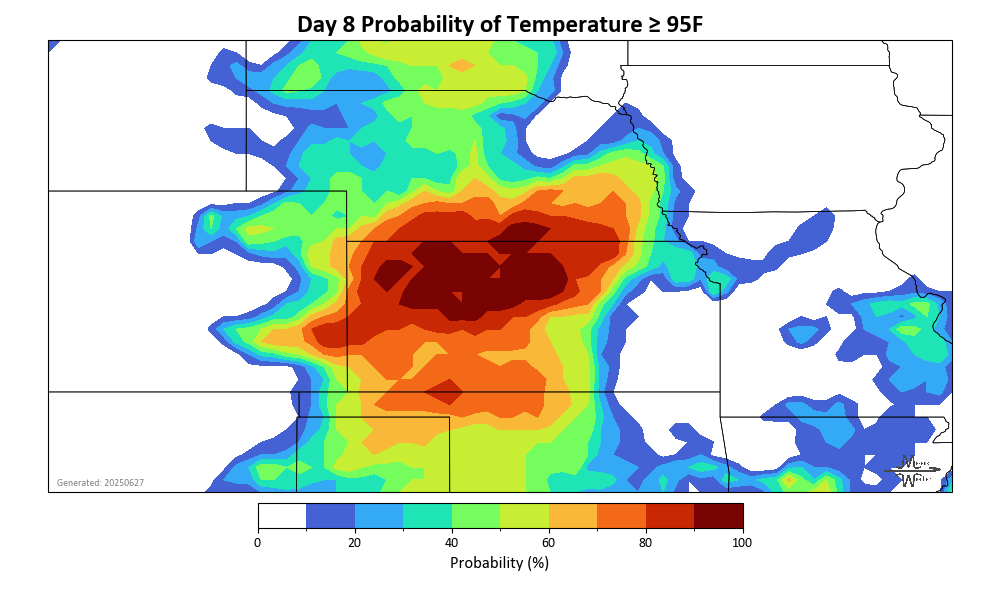 Day 8 Probability of Temperature ≥ 95F
Generated: 20250627
0 20 40 60 80 100
Probability (%)